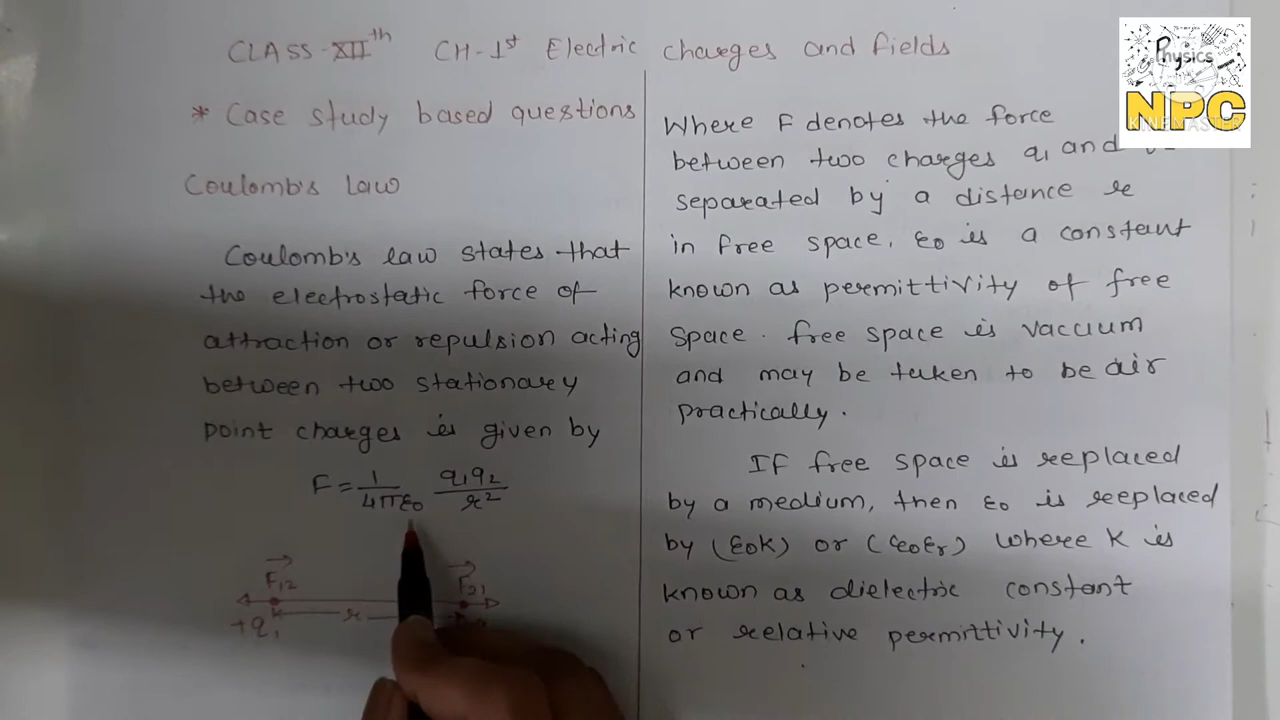 CLASS-XIIth CH-1st Electric charges and fields
* Case study based questions
Coulomb's law
Coulomb's law states that
the electrostatic force of
attraction or repulsion acting
between two stationary
point charges is given by
F = 1/4πε0 q1q2/r²
F12 F21
r
+q1
Where F denotes the force
between two charges q1 and
separated by a distance r
in free space. ε0 is a constant
known as permittivity of free
space. free space is vacuum
and may be taken to be air
practically.
If free space is replaced
by a medium, then ε0 is replaced
by (ε0K) or (ε0εr) where K is
known as dielectric constant
or relative permittivity.
Physics
NPC
KINEMASTER